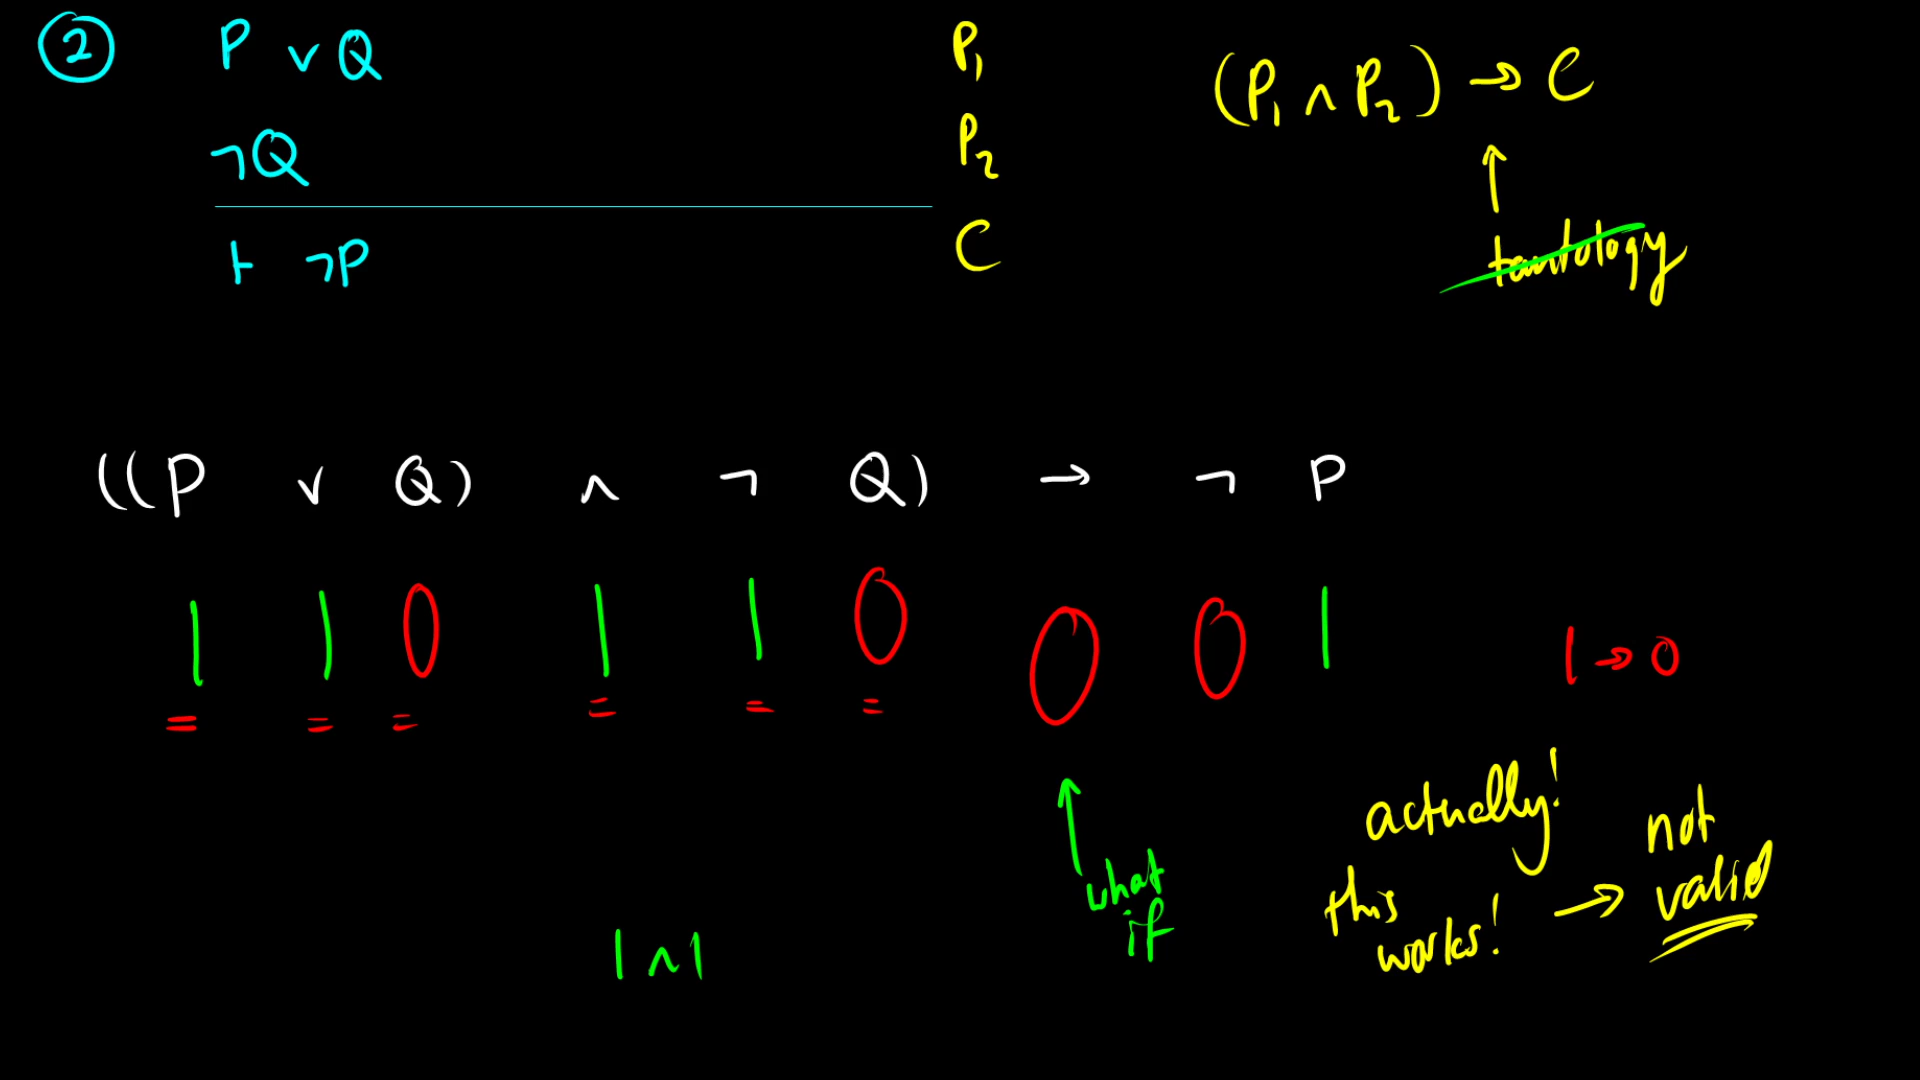 ② P ∨ Q P₁ (P₁ ∧ P₂) → C
¬Q P₂
⊢ ¬P C tautology
((P ∨ Q) ∧ ¬ Q) → ¬ P
1 1 0 1 1 0 0 0 1 1 → 0
= = = = = =
actually! not
what this → valid
if works!
1 ∧ 1